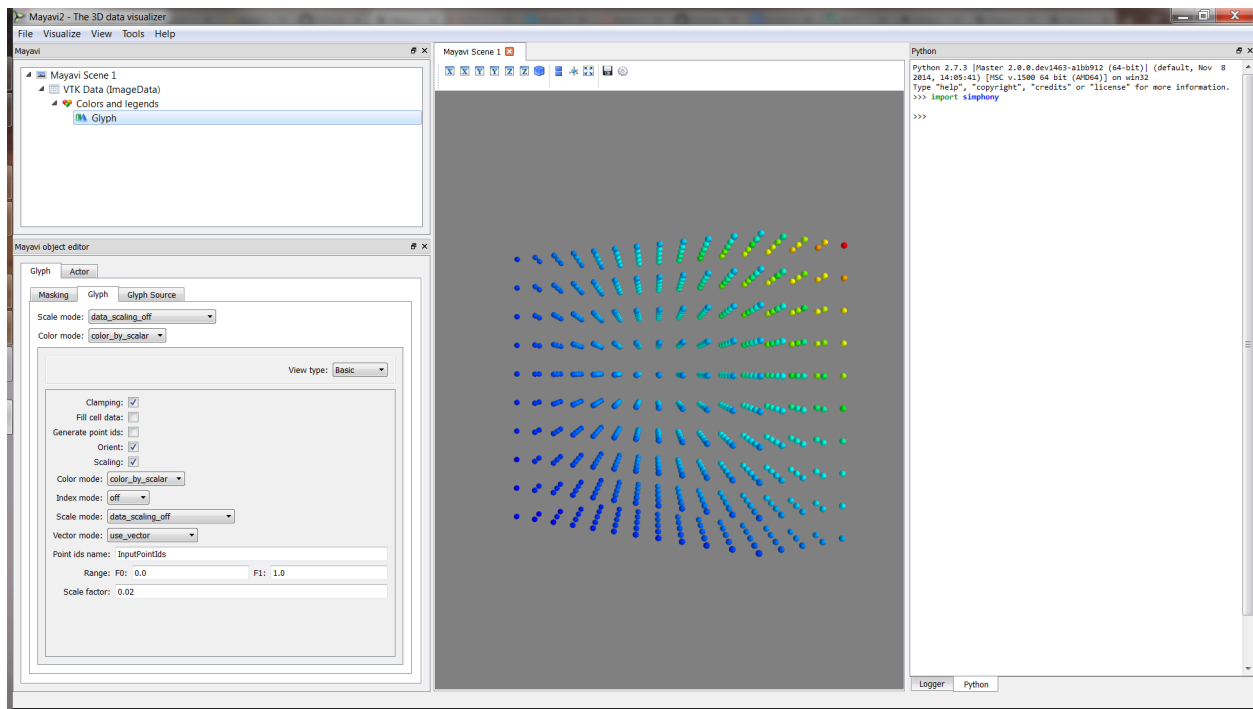 Mayavi2 - The 3D data visualizer
File Visualize View Tools Help
Mayavi
Mayavi Scene 1
VTK Data (ImageData)
Colors and legends
Glyph
Mayavi object editor
Glyph Actor
Masking Glyph Glyph Source
Scale mode: data_scaling_off
Color mode: color_by_scalar
View type: Basic
Clamping:
Fill cell data:
Generate point ids:
Orient:
Scaling:
Color mode: color_by_scalar
Index mode: off
Scale mode: data_scaling_off
Vector mode: use_vector
Point ids name: InputPointIds
Range: F0: 0.0 F1: 1.0
Scale factor: 0.02
Mayavi Scene 1
X X Y Y Z Z
Python
Python 2.7.3 |Master 2.0.0.dev1463-a1bb912 (64-bit)| (default, Nov 8
2014, 14:05:41) [MSC v.1500 64 bit (AMD64)] on win32
Type "help", "copyright", "credits" or "license" for more information.
>>> import simphony
>>>
Logger Python